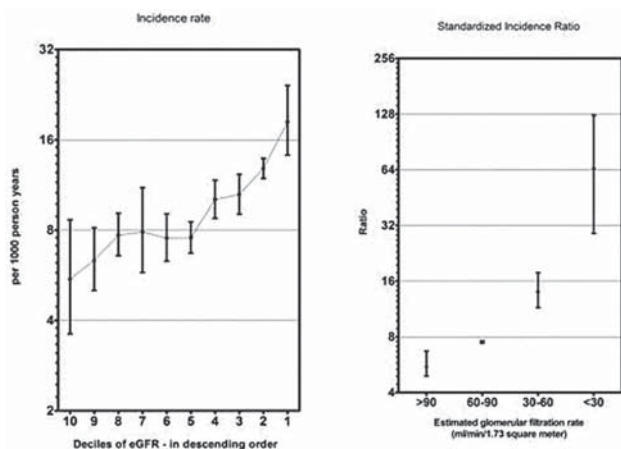 Incidence rate
32
16
8
4
2
per 1000 person years
10 9 8 7 6 5 4 3 2 1
Deciles of eGFR - in descending order
Standardized Incidence Ratio
256
128
64
32
16
8
4
Ratio
>90 60-90 30-60 <30
Estimated glomerular filtration rate
(ml/min/1.73 square meter)